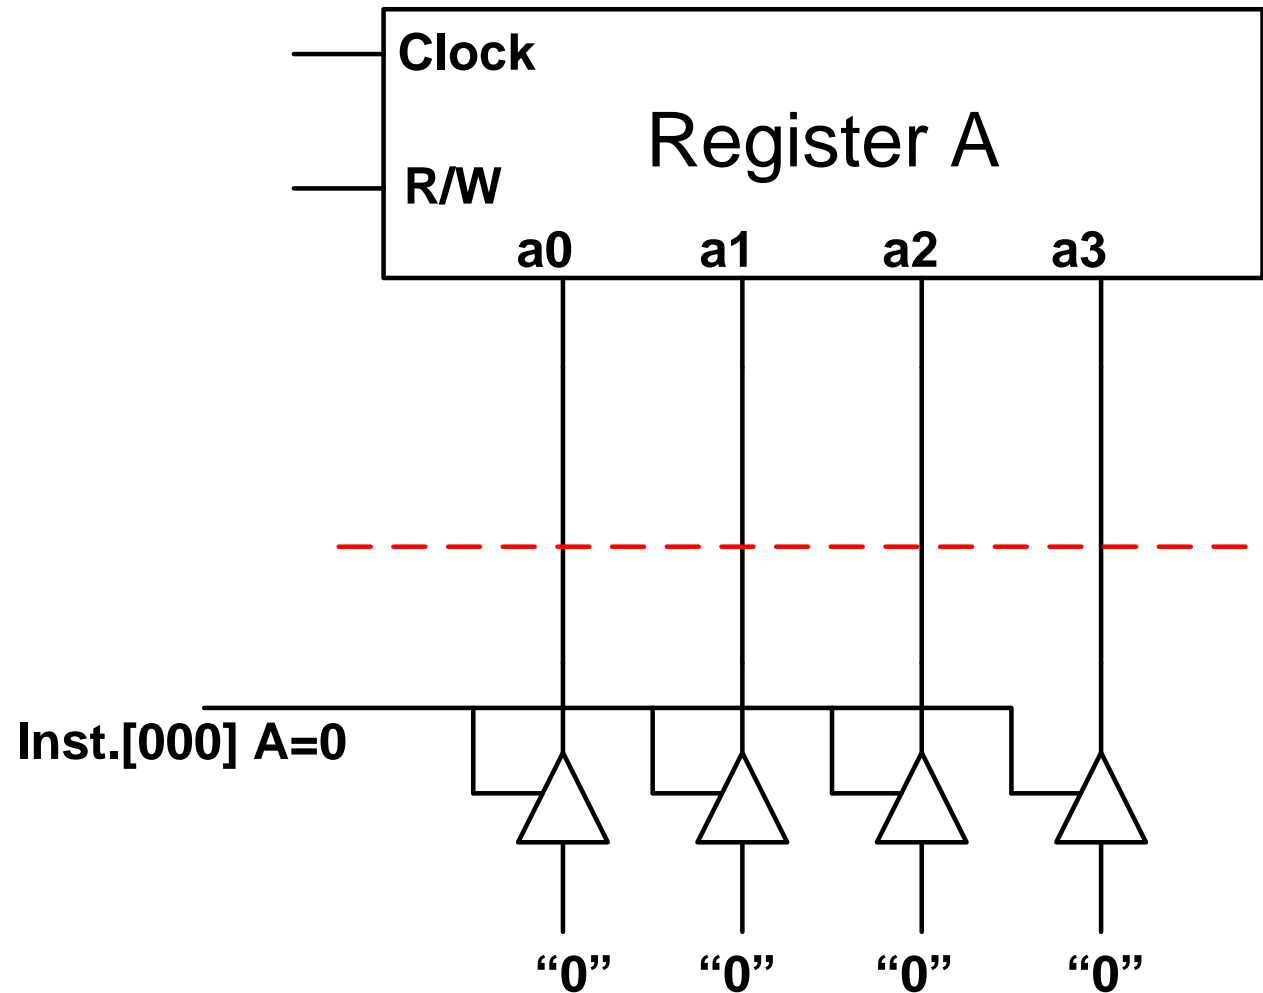 Clock
Register A
R/W
a0 a1 a2 a3
Inst.[000] A=0
“0” “0” “0” “0”